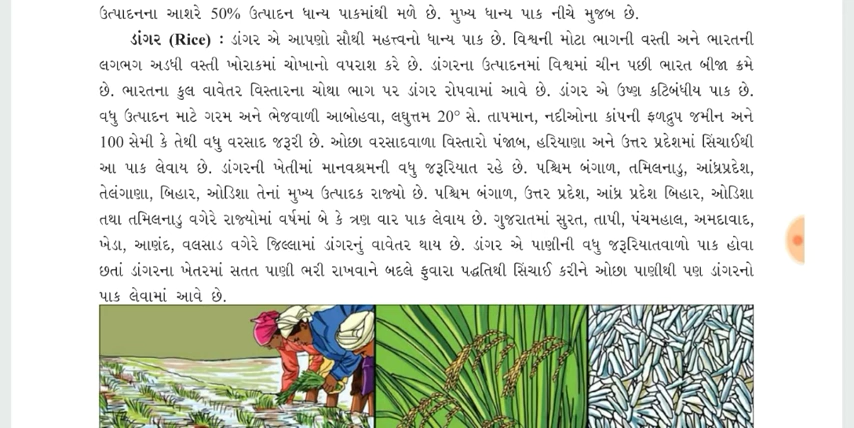 ઉત્પાદનના આશરે 50% ઉત્પાદન ધાન્ય પાકમાંથી મળે છે. મુખ્ય ધાન્ય પાક નીચે મુજબ છે.
ડાંગર (Rice) : ડાંગર એ આપણો સૌથી મહત્ત્વનો ધાન્ય પાક છે. વિશ્વની મોટા ભાગની વસ્તી અને ભારતની
લગભગ અડધી વસ્તી ખોરાકમાં ચોખાનો વપરાશ કરે છે. ડાંગરના ઉત્પાદનમાં વિશ્વમાં ચીન પછી ભારત બીજા ક્રમે
છે. ભારતના કુલ વાવેતર વિસ્તારના ચોથા ભાગ પર ડાંગર રોપવામાં આવે છે. ડાંગર એ ઉષ્ણ કટિબંધીય પાક છે.
વધુ ઉત્પાદન માટે ગરમ અને ભેજવાળી આબોહવા, લઘુત્તમ 20° સે. તાપમાન, નદીઓના કાંપની ફળદ્રુપ જમીન અને
100 સેમી કે તેથી વધુ વરસાદ જરૂરી છે. ઓછા વરસાદવાળા વિસ્તારો પંજાબ, હરિયાણા અને ઉત્તર પ્રદેશમાં સિંચાઈથી
આ પાક લેવાય છે. ડાંગરની ખેતીમાં માનવશ્રમની વધુ જરૂરિયાત રહે છે. પશ્ચિમ બંગાળ, તમિલનાડુ, આંધ્રપ્રદેશ,
તેલંગાણા, બિહાર, ઓડિશા તેનાં મુખ્ય ઉત્પાદક રાજ્યો છે. પશ્ચિમ બંગાળ, ઉત્તર પ્રદેશ, આંધ્ર પ્રદેશ બિહાર, ઓડિશા
તથા તમિલનાડુ વગેરે રાજ્યોમાં વર્ષમાં બે કે ત્રણ વાર પાક લેવાય છે. ગુજરાતમાં સુરત, તાપી, પંચમહાલ, અમદાવાદ,
ખેડા, આણંદ, વલસાડ વગેરે જિલ્લામાં ડાંગરનું વાવેતર થાય છે. ડાંગર એ પાણીની વધુ જરૂરિયાતવાળો પાક હોવા
છતાં ડાંગરના ખેતરમાં સતત પાણી ભરી રાખવાને બદલે ફુવારા પદ્ધતિથી સિંચાઈ કરીને ઓછા પાણીથી પણ ડાંગરનો
પાક લેવામાં આવે છે.